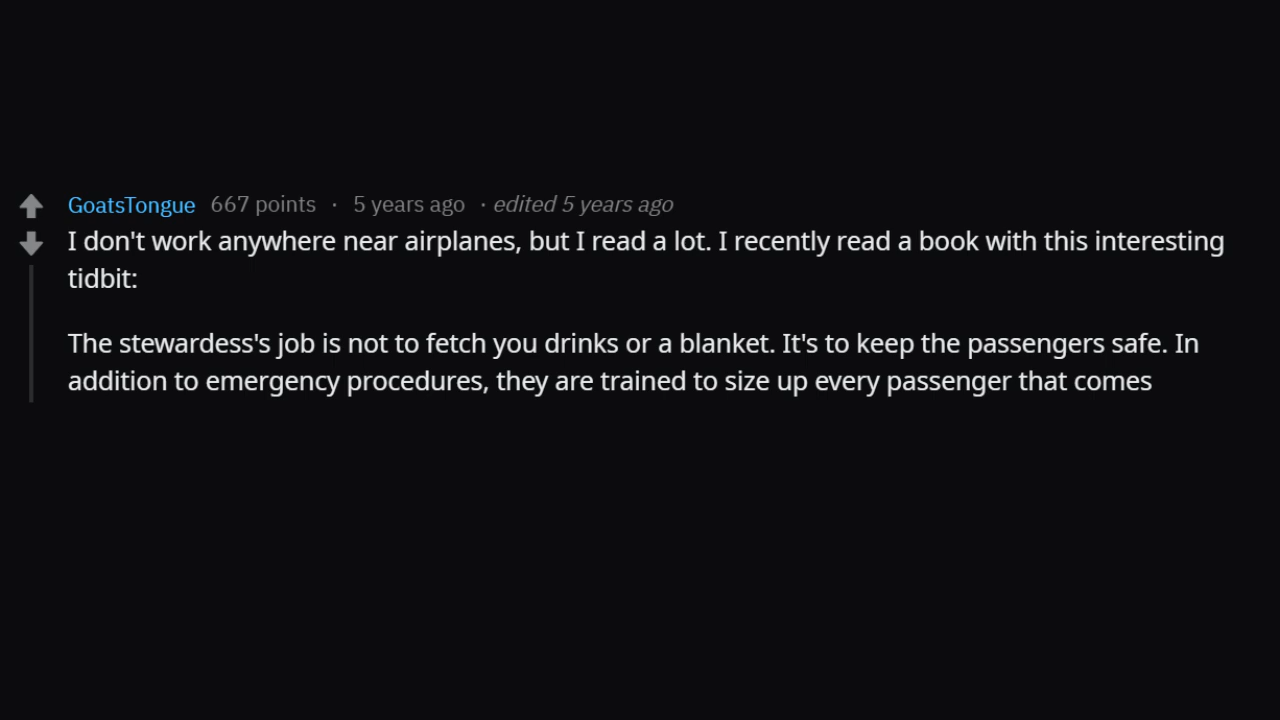 GoatsTongue 667 points · 5 years ago · edited 5 years ago
I don't work anywhere near airplanes, but I read a lot. I recently read a book with this interesting
tidbit:
The stewardess's job is not to fetch you drinks or a blanket. It's to keep the passengers safe. In
addition to emergency procedures, they are trained to size up every passenger that comes